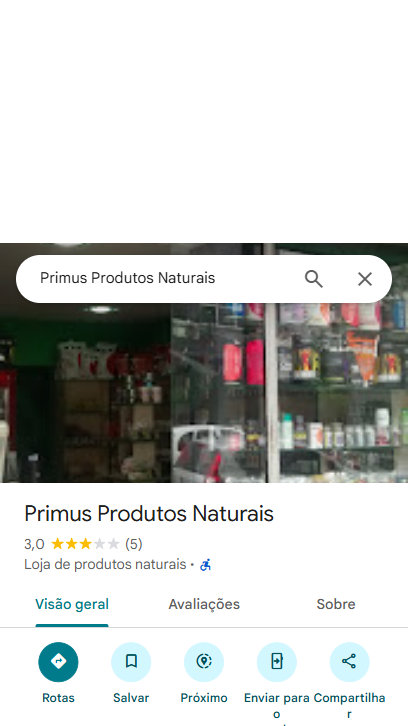 Primus Produtos Naturais
Primus Produtos Naturais
3,0 (5)
Loja de produtos naturais ·
Visão geral Avaliações Sobre
Rotas Salvar Próximo Enviar para o Compartilhar